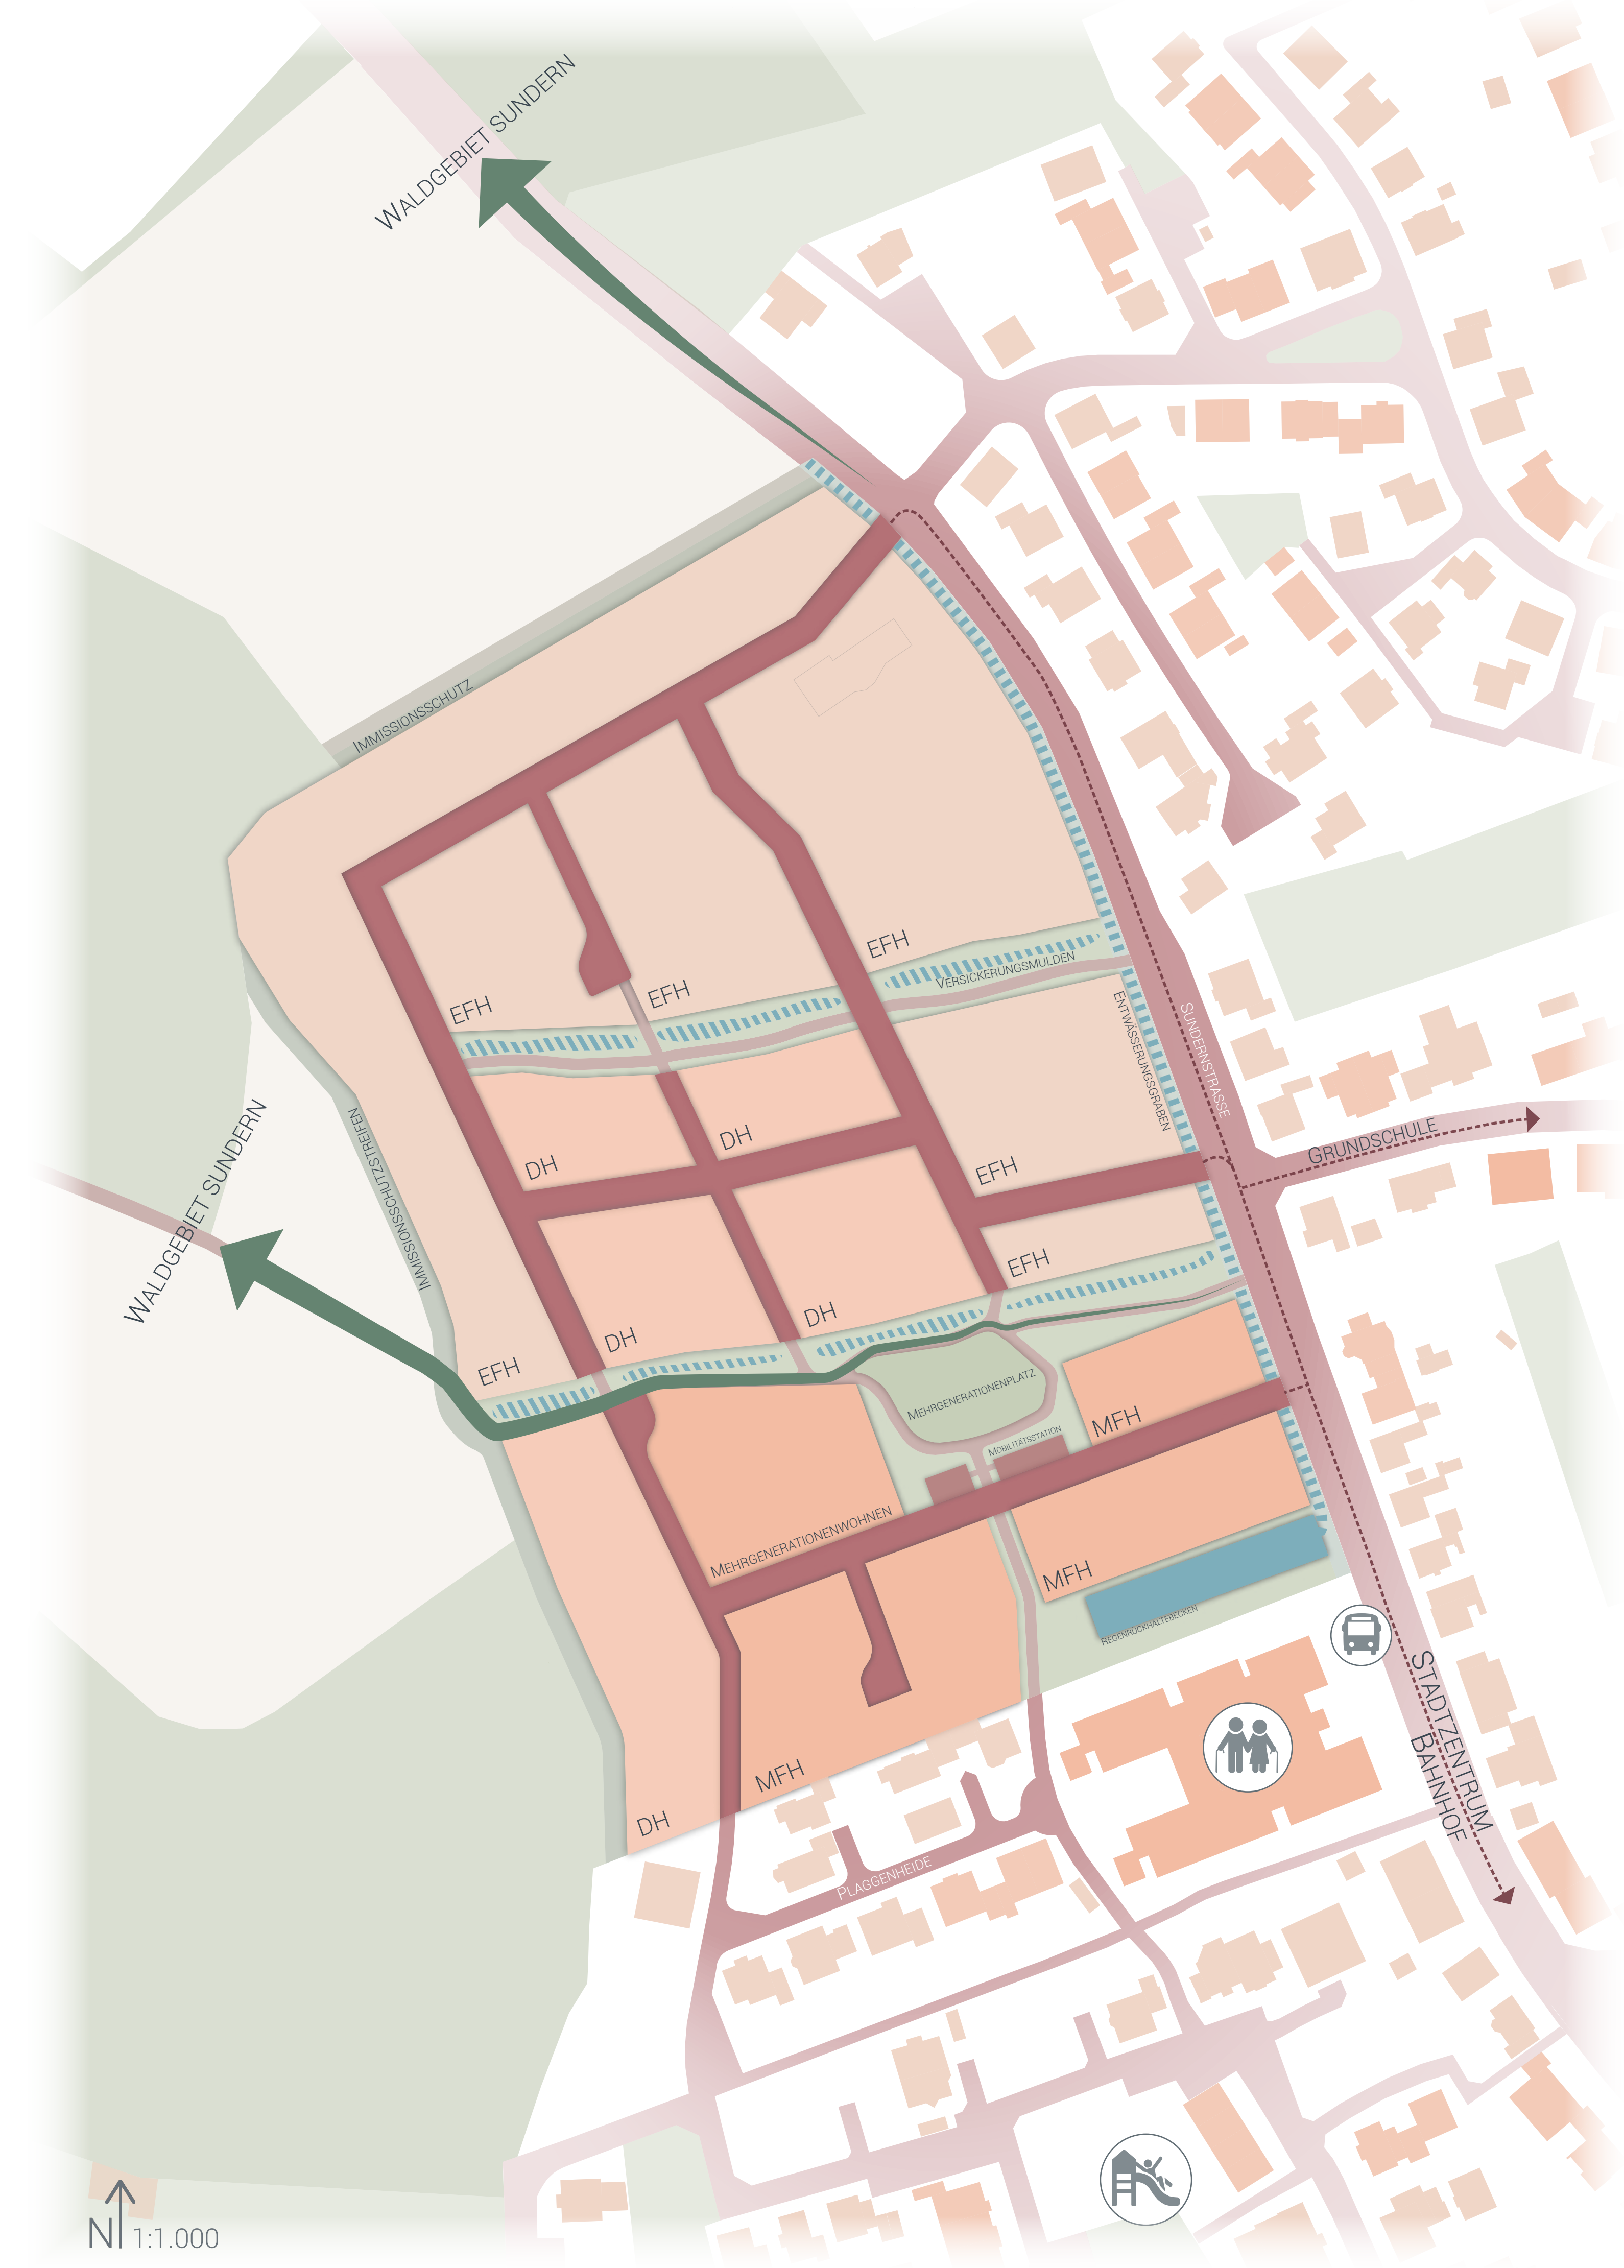 WALDGEBIET SUNDERN
IMMISSIONSSCHUTZ
EFH
EFH
EFH
VERSICKERUNGSMULDEN
ENTWÄSSERUNGSGRÄBEN
SUNDERNSTRASSE
WALDGEBIET SUNDERN
IMMISSIONSSCHUTZSTREIFEN
DH
DH
EFH
GRUNDSCHULE
EFH
DH
DH
EFH
MEHRGENERATIONENPLATZ
MFH
MOBILITÄTSSTATION
MEHRGENERATIONENWOHNEN
MFH
REGENRÜCKHALTEBECKEN
STADTZENTRUM
BAHNHOF
MFH
DH
PLAGGENHEIDE
N 1:1.000